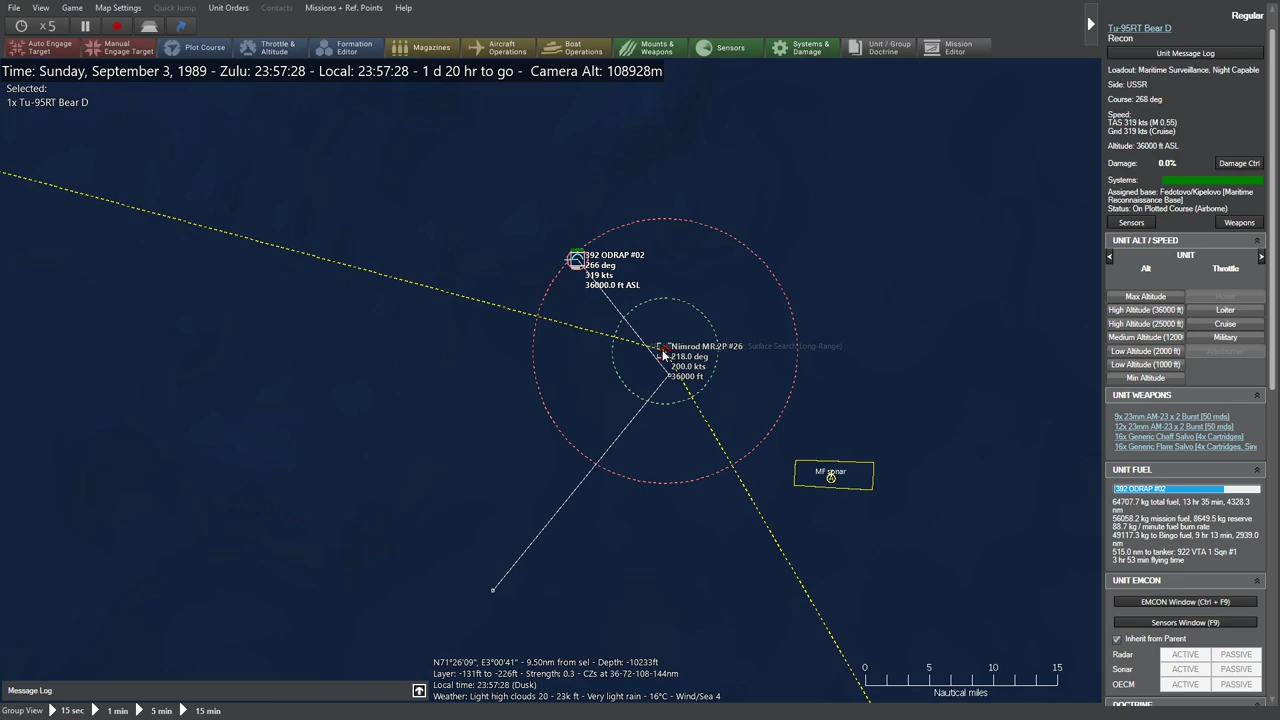 File View Game Map Settings Quick Jump Unit Orders Contacts Missions + Ref. Points Help
x 5
Auto Engage Target
Manual Engage Target
Plot Course
Throttle & Altitude
Formation Editor
Magazines
Aircraft Operations
Boat Operations
Mounts & Weapons
Sensors
Systems & Damage
Unit / Group Doctrine
Mission Editor
Time: Sunday, September 3, 1989 - Zulu: 23:57:28 - Local: 23:57:28 - 1 d 20 hr to go - Camera Alt: 108928m
Selected:
1x Tu-95RT Bear D
392 ODRAP #02
266 deg
319 kts
36000.0 ft ASL
Nimrod MR.2P #26
Surface Search, Long-Range)
218.0 deg
200.0 kts
36000 ft
MF sonar
N71°26'09", E3°00'41" - 9.50nm from sel - Depth: -10233ft
Local time: 23:57:28 (Dusk)
Weather: Light high clouds 20 - 23k ft - Very light rain - 16°C - Wind/Sea 4
0 5 10 15
Nautical miles
Message Log
Group View 15 sec 1 min 5 min 15 min
Regular
Tu-95RT Bear D
Recon
Unit Message Log
Loadout: Maritime Surveillance, Night Capable
Side: USSR
Course: 268 deg
Speed:
TAS 319 kts (M 0.55)
Gnd 319 kts (Cruise)
Altitude: 36000 ft ASL
Damage: 0.0% Damage Ctrl
Systems:
Assigned base: Fedotovo/Kipelovo [Maritime
Reconnaissance Base]
Status: On Plotted Course (Airborne)
Sensors Weapons
UNIT ALT / SPEED
UNIT
Alt Throttle
Max Altitude
High Altitude (36000 ft) Loiter
High Altitude (25000 ft) Cruise
Medium Altitude (1200 Military
Low Altitude (2000 ft) Afterburner
Low Altitude (1000 ft)
Min Altitude
UNIT WEAPONS
9x 23mm AM-23 x 2 Burst [50 rnds]
12x 23mm AM-23 x 2 Burst [50 rnds]
16x Generic Chaff Salvo [4x Cartridges]
16x Generic Flare Salvo [4x Cartridges, Sin
UNIT FUEL
392 ODRAP #02
64707.7 kg total fuel, 13 hr 35 min, 4328.3
nm
56058.2 kg mission fuel, 8649.5 kg reserve
88.7 kg / minute fuel burn rate
49117.3 kg to Bingo fuel, 9 hr 13 min, 2939.0
nm
515.0 nm to tanker: 922 VTA 1 Sqn #1
3 hr 53 min flying time
UNIT EMCON
EMCON Window (Ctrl + F9)
Sensors Window (F9)
Inherit from Parent
Radar ACTIVE PASSIVE
Sonar ACTIVE PASSIVE
OECM ACTIVE PASSIVE
DOCTRINE